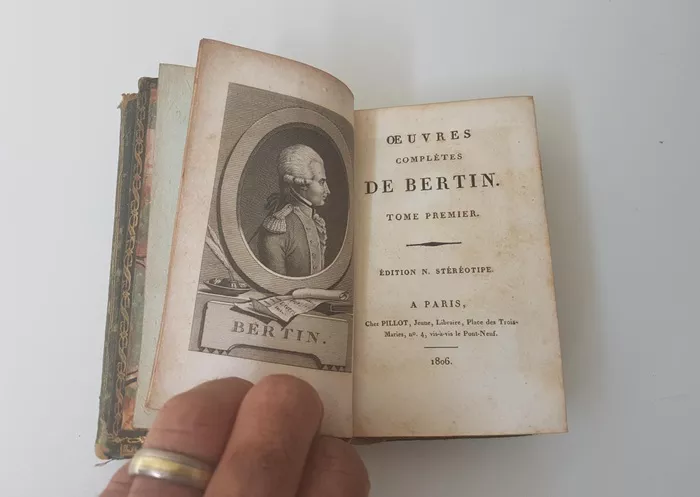 BERTIN.
ŒUVRES
COMPLÈTES
DE BERTIN.
TOME PREMIER.
ÉDITION N. STÉRÉOTIPE.
A PARIS,
Chez PILLOT, Jeune, Libraire, Place des Trois-
Maries, nº. 4, vis-à-vis le Pont-Neuf.
1806.